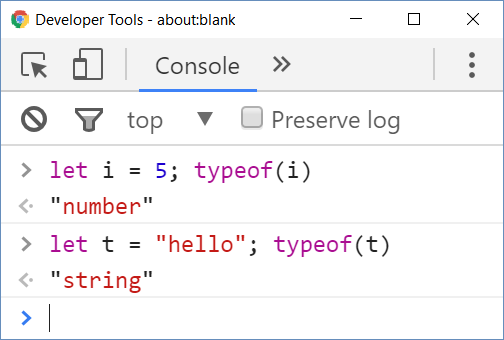 Developer Tools - about:blank
Console
top Preserve log
let i = 5; typeof(i)
"number"
let t = "hello"; typeof(t)
"string"